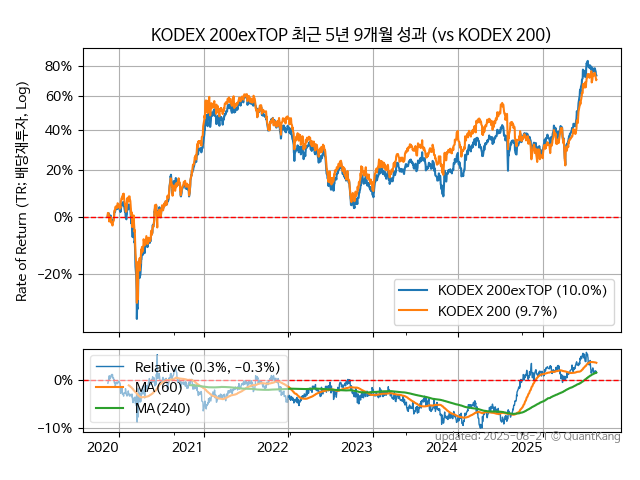 KODEX 200exTOP 최근 5년 9개월 성과 (vs KODEX 200)
Rate of Return (TR: 배당재투자, Log)
80%
60%
40%
20%
0%
−20%
KODEX 200exTOP (10.0%)
KODEX 200 (9.7%)
0%
−10%
Relative (0.3%, −0.3%)
MA(60)
MA(240)
2020
2021
2022
2023
2024
2025
updated: 2025-08-21 © QuantKang